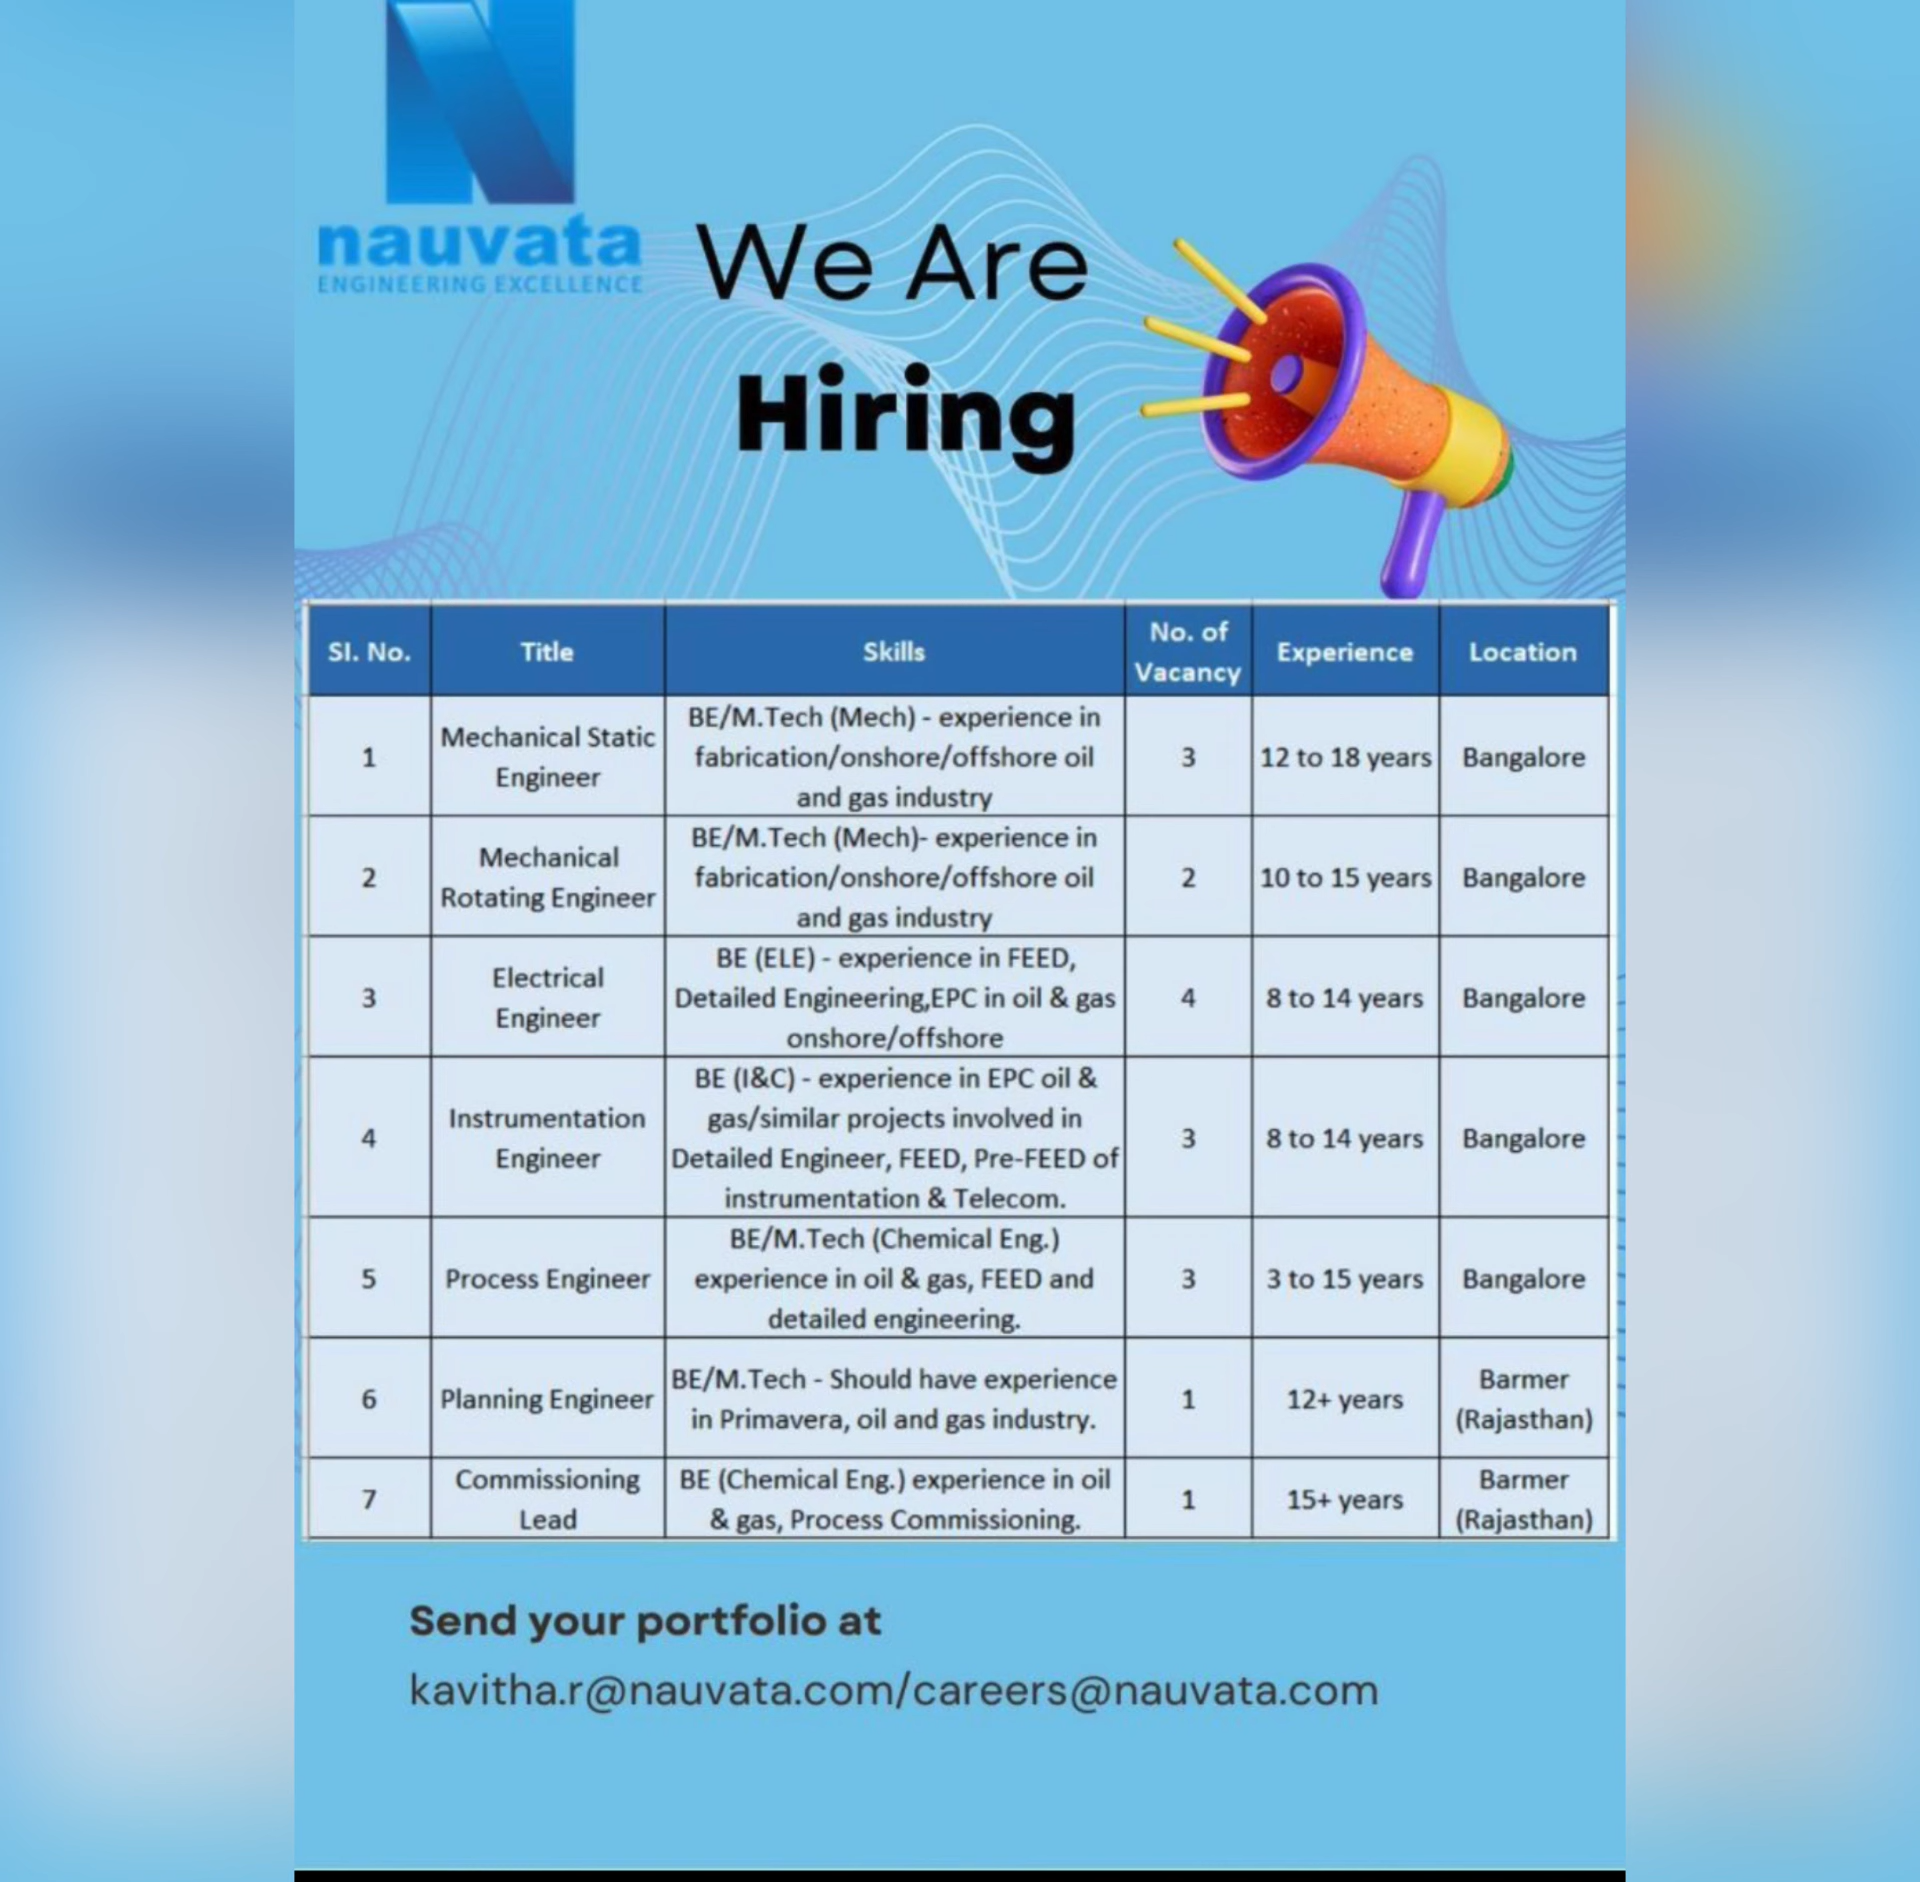 nauvata
ENGINEERING EXCELLENCE
We Are
Hiring
Sl. No. Title Skills No. of Vacancy Experience Location
1 Mechanical Static Engineer BE/M.Tech (Mech) - experience in fabrication/onshore/offshore oil and gas industry 3 12 to 18 years Bangalore
2 Mechanical Rotating Engineer BE/M.Tech (Mech)- experience in fabrication/onshore/offshore oil and gas industry 2 10 to 15 years Bangalore
3 Electrical Engineer BE (ELE) - experience in FEED, Detailed Engineering,EPC in oil & gas onshore/offshore 4 8 to 14 years Bangalore
4 Instrumentation Engineer BE (I&C) - experience in EPC oil & gas/similar projects involved in Detailed Engineer, FEED, Pre-FEED of instrumentation & Telecom. 3 8 to 14 years Bangalore
5 Process Engineer BE/M.Tech (Chemical Eng.) experience in oil & gas, FEED and detailed engineering. 3 3 to 15 years Bangalore
6 Planning Engineer BE/M.Tech - Should have experience in Primavera, oil and gas industry. 1 12+ years Barmer (Rajasthan)
7 Commissioning Lead BE (Chemical Eng.) experience in oil & gas, Process Commissioning. 1 15+ years Barmer (Rajasthan)
Send your portfolio at
kavitha.r@nauvata.com/careers@nauvata.com